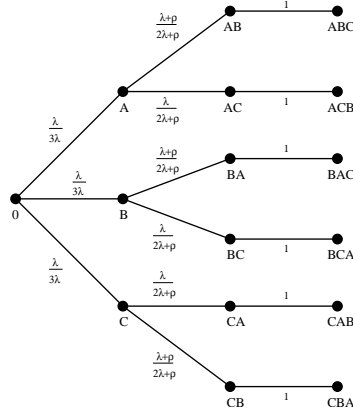 1
AB ABC
λ+ρ
2λ+ρ
λ
2λ+ρ
1
A AC ACB
λ
3λ
1
λ+ρ
2λ+ρ
BA BAC
λ
3λ
0 B
λ
2λ+ρ
1
BC BCA
λ
3λ
λ
2λ+ρ
1
C CA CAB
λ+ρ
2λ+ρ
1
CB CBA